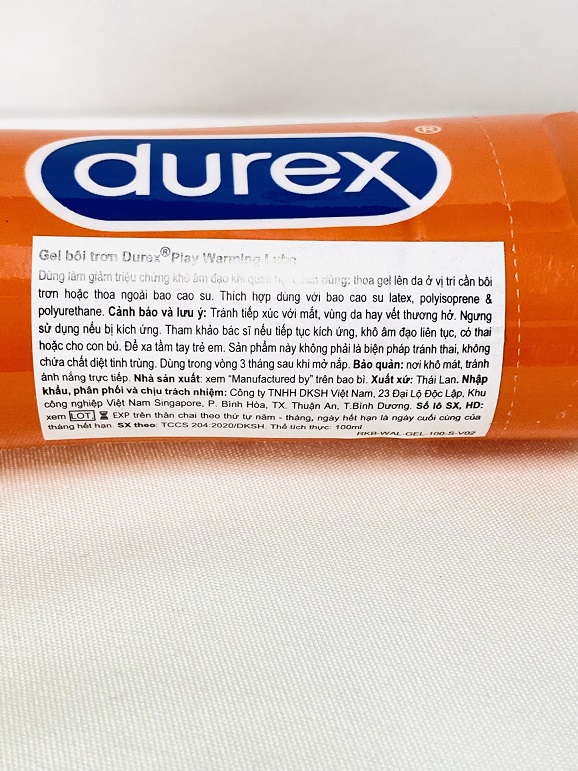 durex®
Gel bôi trơn Durex® Play Warming Lube
Dùng làm giảm triệu chứng khô âm đạo khi quan dùng: thoa gel lên da ở vị trí cần bôi
trơn hoặc thoa ngoài bao cao su. Thích hợp dùng với bao cao su latex, polyisoprene &
polyurethane. Cảnh báo và lưu ý: Tránh tiếp xúc với mắt, vùng da hay vết thương hở. Ngưng
sử dụng nếu bị kích ứng. Tham khảo bác sĩ nếu tiếp tục kích ứng, khô âm đạo liên tục, có thai
hoặc cho con bú. Để xa tầm tay trẻ em. Sản phẩm này không phải là biện pháp tránh thai, không
chứa chất diệt tinh trùng. Dùng trong vòng 3 tháng sau khi mở nắp. Bảo quản: nơi khô mát, tránh
ánh nắng trực tiếp. Nhà sản xuất: xem "Manufactured by" trên bao bì. Xuất xứ: Thái Lan. Nhập
khẩu, phân phối và chịu trách nhiệm: Công ty TNHH DKSH Việt Nam, 23 Đại Lộ Độc Lập, Khu
công nghiệp Việt Nam Singapore, P. Bình Hòa, TX. Thuận An, T.Bình Dương. Số lô SX, HD:
xem LOT EXP trên thân chai theo thứ tự năm - tháng, ngày hết hạn là ngày cuối cùng của
tháng hết hạn. SX theo: TCCS 204:2020/DKSH. Thể tích thực: 100ml
RKB-WAL-GEL-100-S-V02